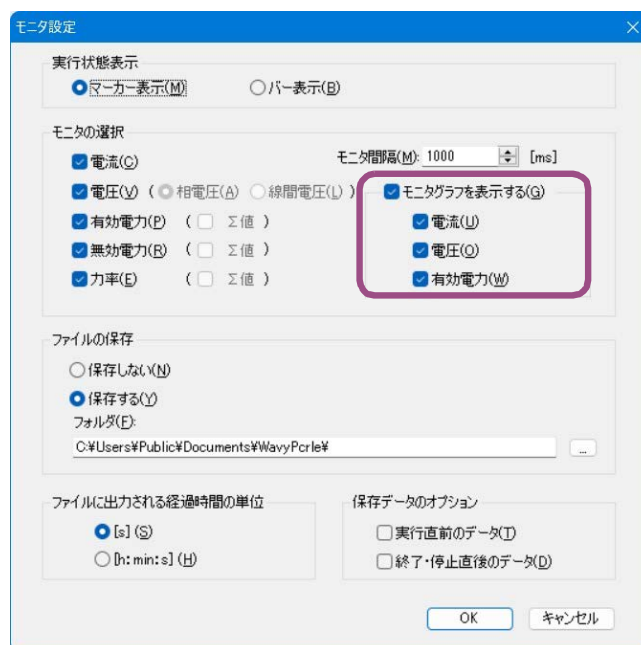 モニタ設定
実行状態表示
マーカー表示(M)
バー表示(B)
モニタの選択
電流(C)
モニタ間隔(M): 1000 [ms]
電圧(V) ( 相電圧(A) 線間電圧(L) )
モニタグラフを表示する(G)
有効電力(P) ( Σ値 )
電流(U)
無効電力(R) ( Σ値 )
電圧(O)
力率(E) ( Σ値 )
有効電力(W)
ファイルの保存
保存しない(N)
保存する(Y)
フォルダ(F):
C:¥Users¥Public¥Documents¥WavyPcrle¥
...
ファイルに出力される経過時間の単位
[s] (S)
[h:min:s] (H)
保存データのオプション
実行直前のデータ(T)
終了・停止直後のデータ(D)
OK
キャンセル